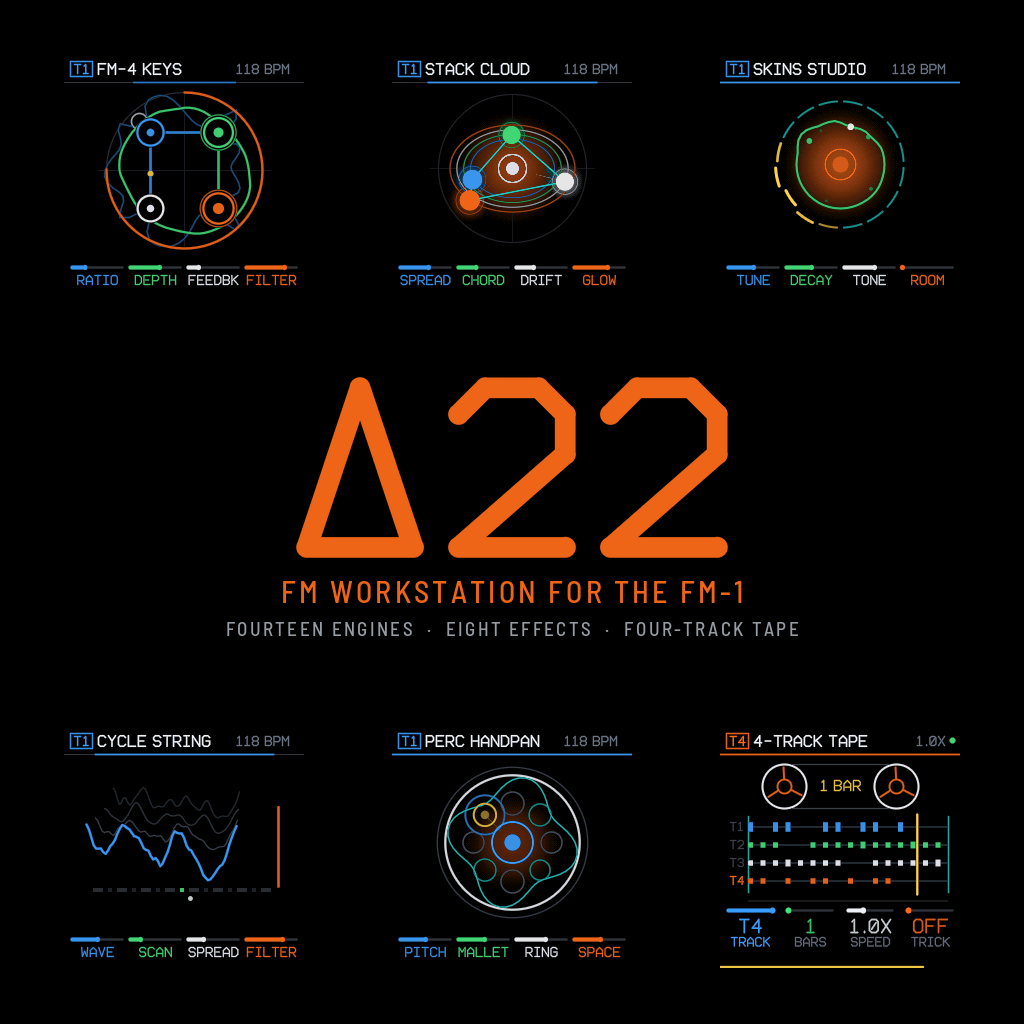 T1 FM-4 KEYS 118 BPM
RATIO DEPTH FEEDBK FILTER
T1 STACK CLOUD 118 BPM
SPREAD CHORD DRIFT GLOW
T1 SKINS STUDIO 118 BPM
TUNE DECAY TONE ROOM
Δ22
FM WORKSTATION FOR THE FM-1
FOURTEEN ENGINES · EIGHT EFFECTS · FOUR-TRACK TAPE
T1 CYCLE STRING 118 BPM
WAVE SCAN SPREAD FILTER
T1 PERC HANDPAN 118 BPM
PITCH MALLET RING SPACE
T4 4-TRACK TAPE 1.0X
1 BAR
T1
T2
T3
T4
T4 1 1.0X OFF
TRACK BARS SPEED TRICK